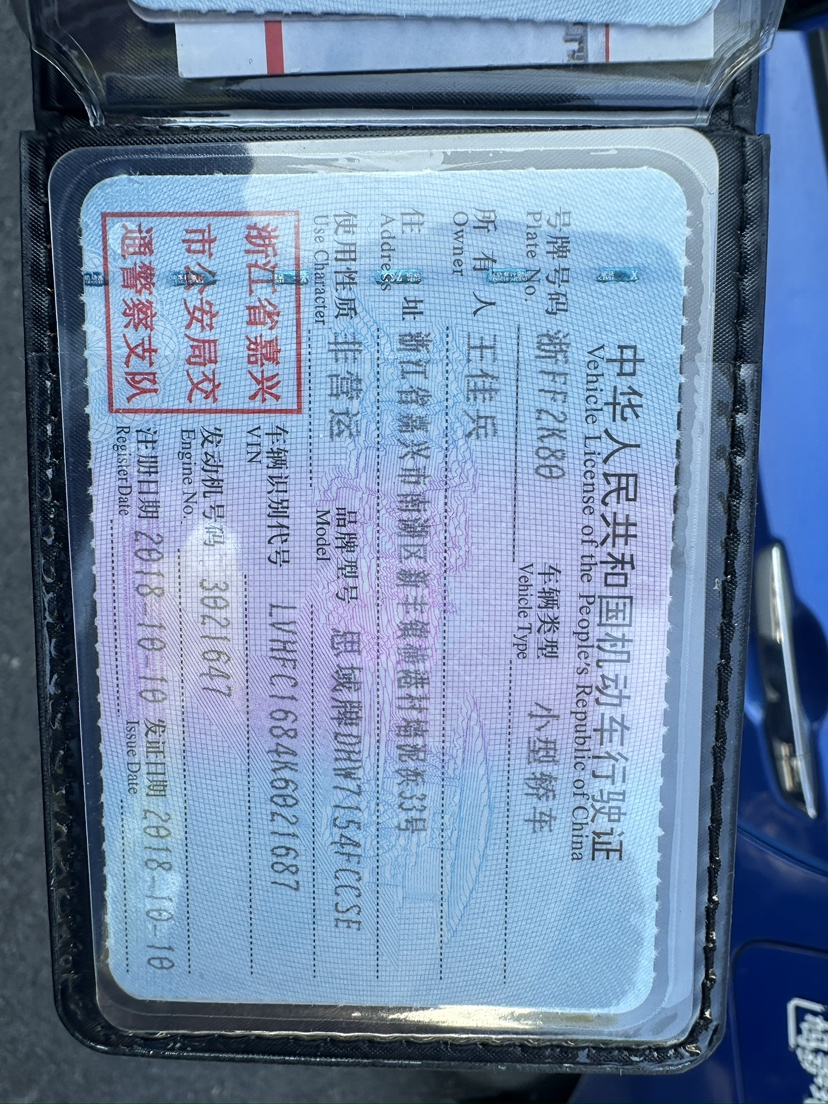 中华人民共和国机动车行驶证
Vehicle License of the People's Republic of China
号牌号码 浙FF2K80 车辆类型 小型轿车
Plate No. Vehicle Type
所有人 王佳兵
Owner
住址 浙江省嘉兴市南湖区新丰镇 港村 泥 33号
Address
使用性质 非营运 品牌型号 思域牌DHW7154FCCSE
Use Character Model
浙江省嘉兴
市公安局交
通警察支队
车辆识别代号 LVHFC1684K6021687
VIN
发动机号码 3021647
Engine No.
注册日期 2018-10-10 发证日期 2018-10-10
Register Date Issue Date